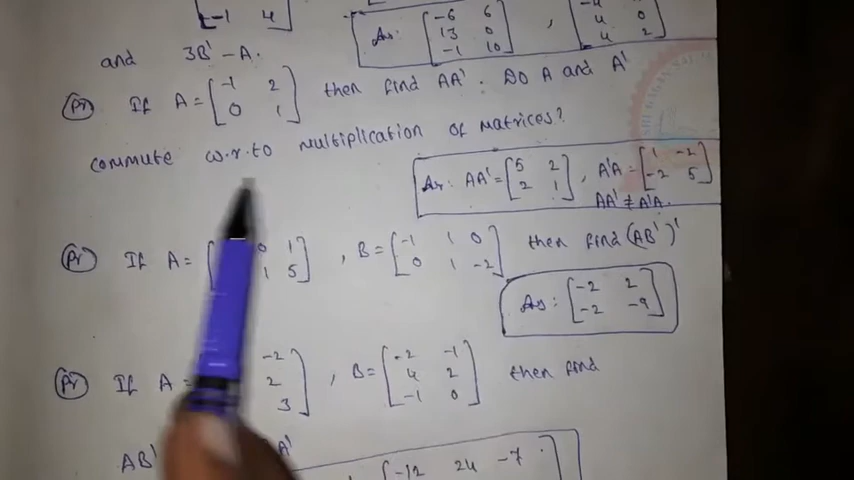 [-1 4]
and 3B' - A.
Ans: [-6 6
13 0
-1 10] , [-4
4 0
4 2]
(Pr) If A = [-1 2
0 1] then find AA'. Do A and A'
commute w.r.to multiplication of matrices?
Ans: AA' = [5 2
2 1] , A'A = [1 -2
-2 5]
AA' ≠ A'A.
(Pr) If A = [ 0 1
1 5] , B = [-1 1 0
0 1 -2] then find (AB')'
Ans: [-2 2
-2 -9]
(Pr) If A = -2
2
3] , B = [-2 -1
4 2
-1 0] then find
AB' A'
[-12 24 -7